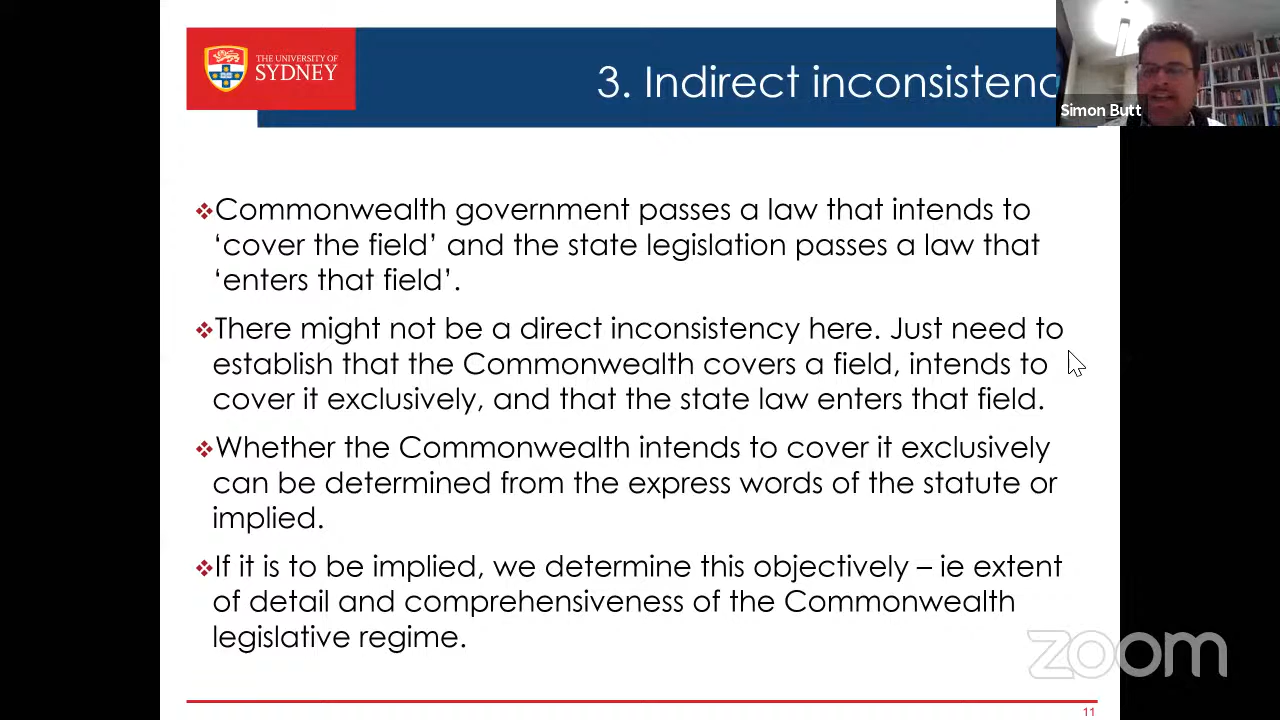 THE UNIVERSITY OF
SYDNEY
3. Indirect inconsistenc
Simon Butt
❖Commonwealth government passes a law that intends to
‘cover the field’ and the state legislation passes a law that
‘enters that field’.
❖There might not be a direct inconsistency here. Just need to
establish that the Commonwealth covers a field, intends to
cover it exclusively, and that the state law enters that field.
❖Whether the Commonwealth intends to cover it exclusively
can be determined from the express words of the statute or
implied.
❖If it is to be implied, we determine this objectively – ie extent
of detail and comprehensiveness of the Commonwealth
legislative regime.
zoom
11